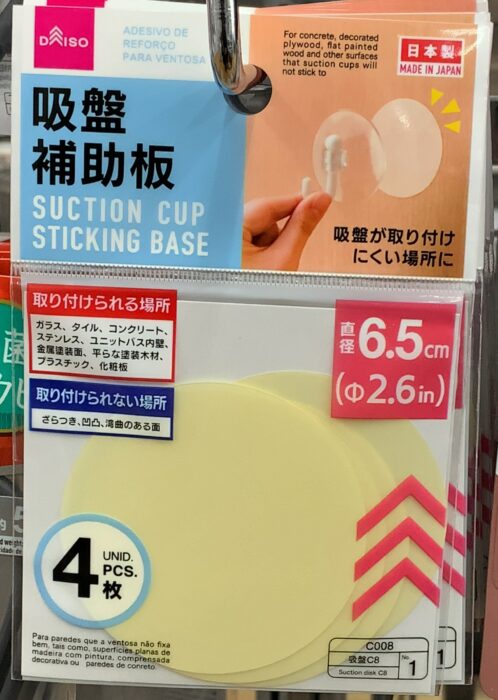 DAISO
ADESIVO DE
REFORÇO
PARA VENTOSA
For concrete, decorated
plywood, flat painted
wood and other surfaces
that suction cups will
not stick to
日本製
MADE IN JAPAN
吸盤
補助板
SUCTION CUP
STICKING BASE
吸盤が取り付け
にくい場所に
取り付けられる場所
ガラス、タイル、コンクリート、
ステンレス、ユニットバス内壁、
金属塗装面、平らな塗装木材、
プラスチック、化粧板
取り付けられない場所
ざらつき、凹凸、湾曲のある面
直径6.5cm
(Φ2.6in)
4
UNID.
PCS.
枚
Para paredes que a ventosa não fixa
bem, tais como, superfícies planas de
madeira com pintura, comprensada
decorativa ou paredes de concreto.
C008
吸盤C8
Suction disk C8
No
1
1